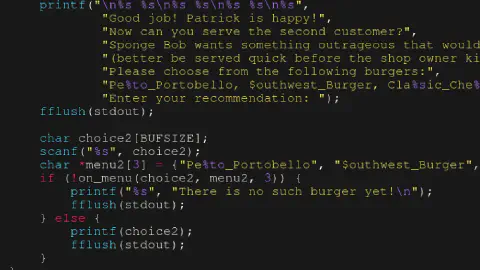 printf("\n%s %s\n%s %s\n%s %s\n%s",
"Good job! Patrick is happy!",
"Now can you serve the second customer?",
"Sponge Bob wants something outrageous that would
"(better be served quick before the shop owner ki
"Please choose from the following burgers:",
"Pe%to_Portobello, $outhwest_Burger, Cla%sic_Che%
"Enter your recommendation: ");
fflush(stdout);
char choice2[BUFSIZE];
scanf("%s", choice2);
char *menu2[3] = {"Pe%to_Portobello", "$outhwest_Burger",
if (!on_menu(choice2, menu2, 3)) {
printf("%s", "There is no such burger yet!\n");
fflush(stdout);
} else {
printf(choice2);
fflush(stdout);
}